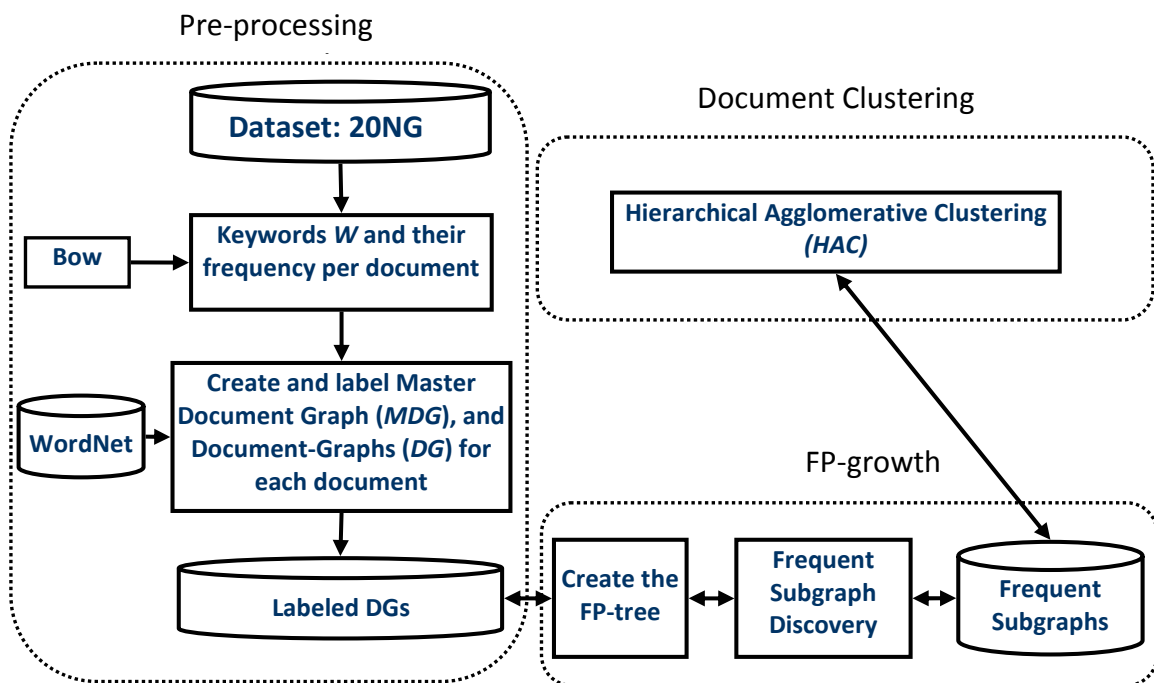 Pre-processing
Dataset: 20NG
Bow
Keywords W and their
frequency per document
WordNet
Create and label Master
Document Graph (MDG), and
Document-Graphs (DG) for
each document
Labeled DGs
Document Clustering
Hierarchical Agglomerative Clustering
(HAC)
FP-growth
Create the
FP-tree
Frequent
Subgraph
Discovery
Frequent
Subgraphs